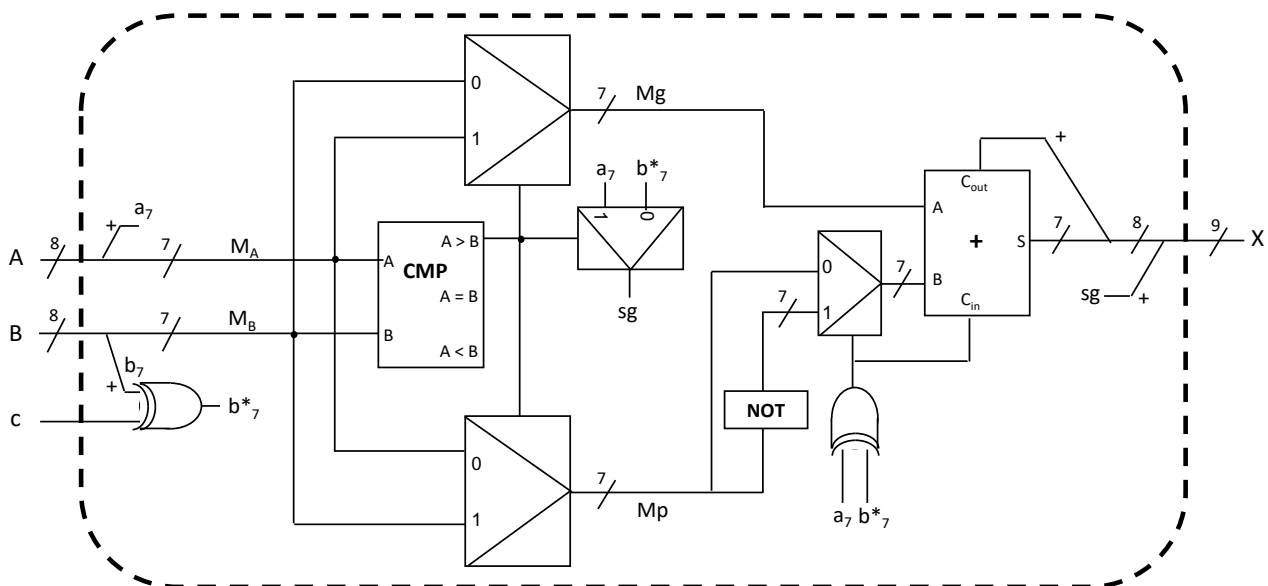 0
7
Mg
1
a7
b*7
Cout
+
a7
1
0
A
+
A
8
7
MA
A
A > B
CMP
+
S
7
8
9
X
0
7
B
A = B
Cin
sg
+
7
1
B
8
7
MB
B
sg
A < B
b7
+
b*7
NOT
c
0
7
1
Mp
a7
b*7